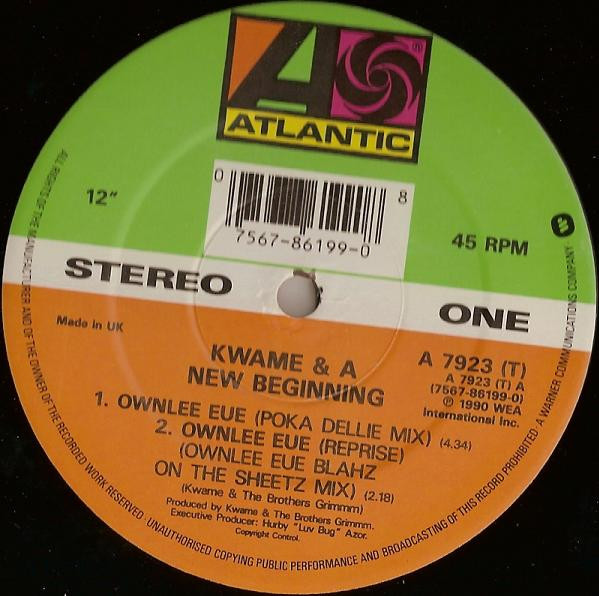 ATLANTIC
®
0 8
7567-86199-0
12"
45 RPM
STEREO
ONE
Made in UK
A 7923 (T)
A 7923 (T) A
(7567-86199-0)
℗ 1990 WEA
International Inc.
KWAME & A
NEW BEGINNING
1. OWNLEE EUE (POKA DELLIE MIX) (4.34)
2. OWNLEE EUE (REPRISE)
(OWNLEE EUE BLAHZ
ON THE SHEETZ MIX) (2.18)
(Kwame & The Brothers Grimmm)
Produced by Kwame & The Brothers Grimmm.
Executive Producer: Hurby "Luv Bug" Azor.
Copyright Control.
ALL RIGHTS OF THE MANUFACTURER AND OF THE OWNER OF THE RECORDED WORK RESERVED · UNAUTHORISED COPYING PUBLIC PERFORMANCE AND BROADCASTING OF THIS RECORD PROHIBITED · A WARNER COMMUNICATIONS COMPANY